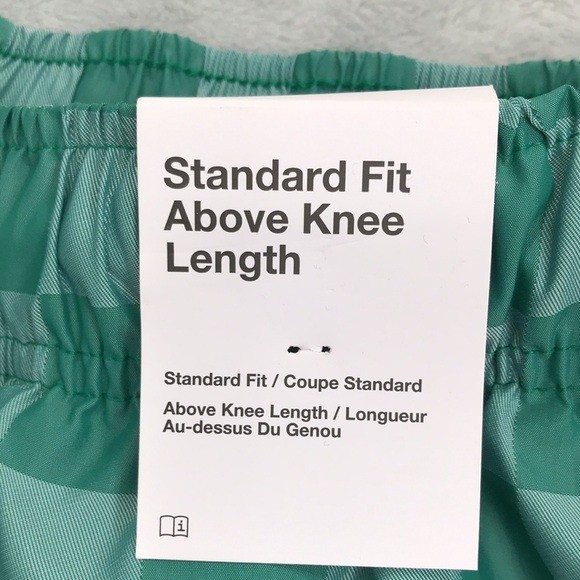 Standard Fit
Above Knee
Length
Standard Fit / Coupe Standard
Above Knee Length / Longueur
Au-dessus Du Genou
i